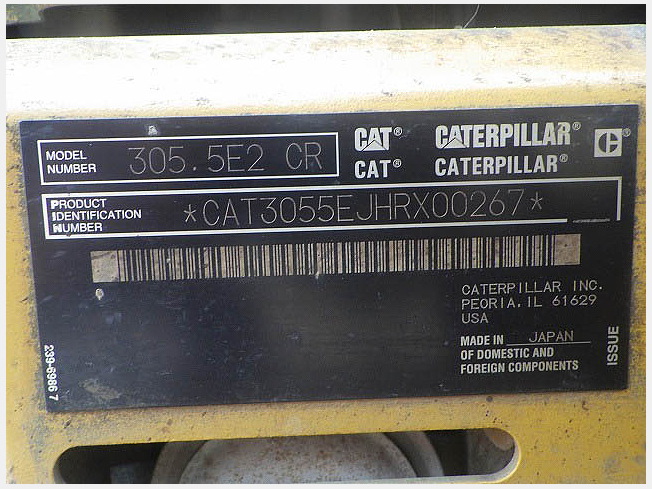 MODEL NUMBER 305.5E2 CR
CAT® CATERPILLAR® C®
CAT® CATERPILLAR®
PRODUCT
IDENTIFICATION
NUMBER
*CAT3055EJHRX00267*
CATERPILLAR INC.
PEORIA, IL 61629
USA
MADE IN JAPAN
OF DOMESTIC AND
FOREIGN COMPONENTS
ISSUE
239-6986 7